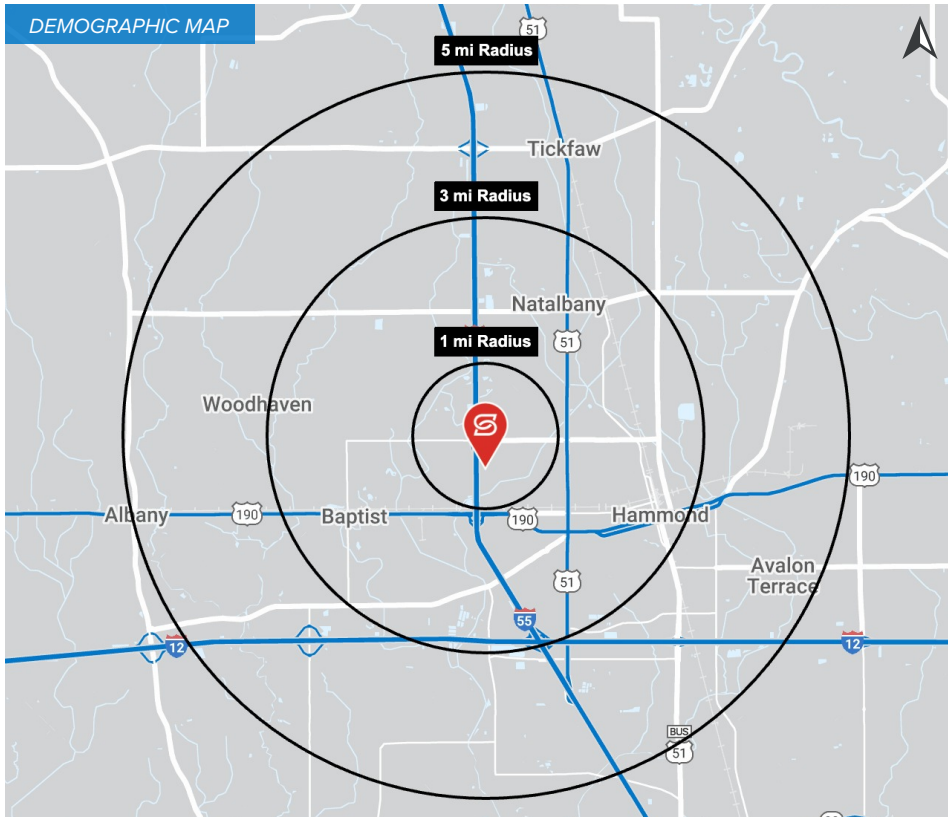 DEMOGRAPHIC MAP
51
5 mi Radius
Tickfaw
3 mi Radius
Natalbany
1 mi Radius
51
Woodhaven
190
Albany
190
Baptist
190
Hammond
Avalon
Terrace
51
55
12
12
BUS
51